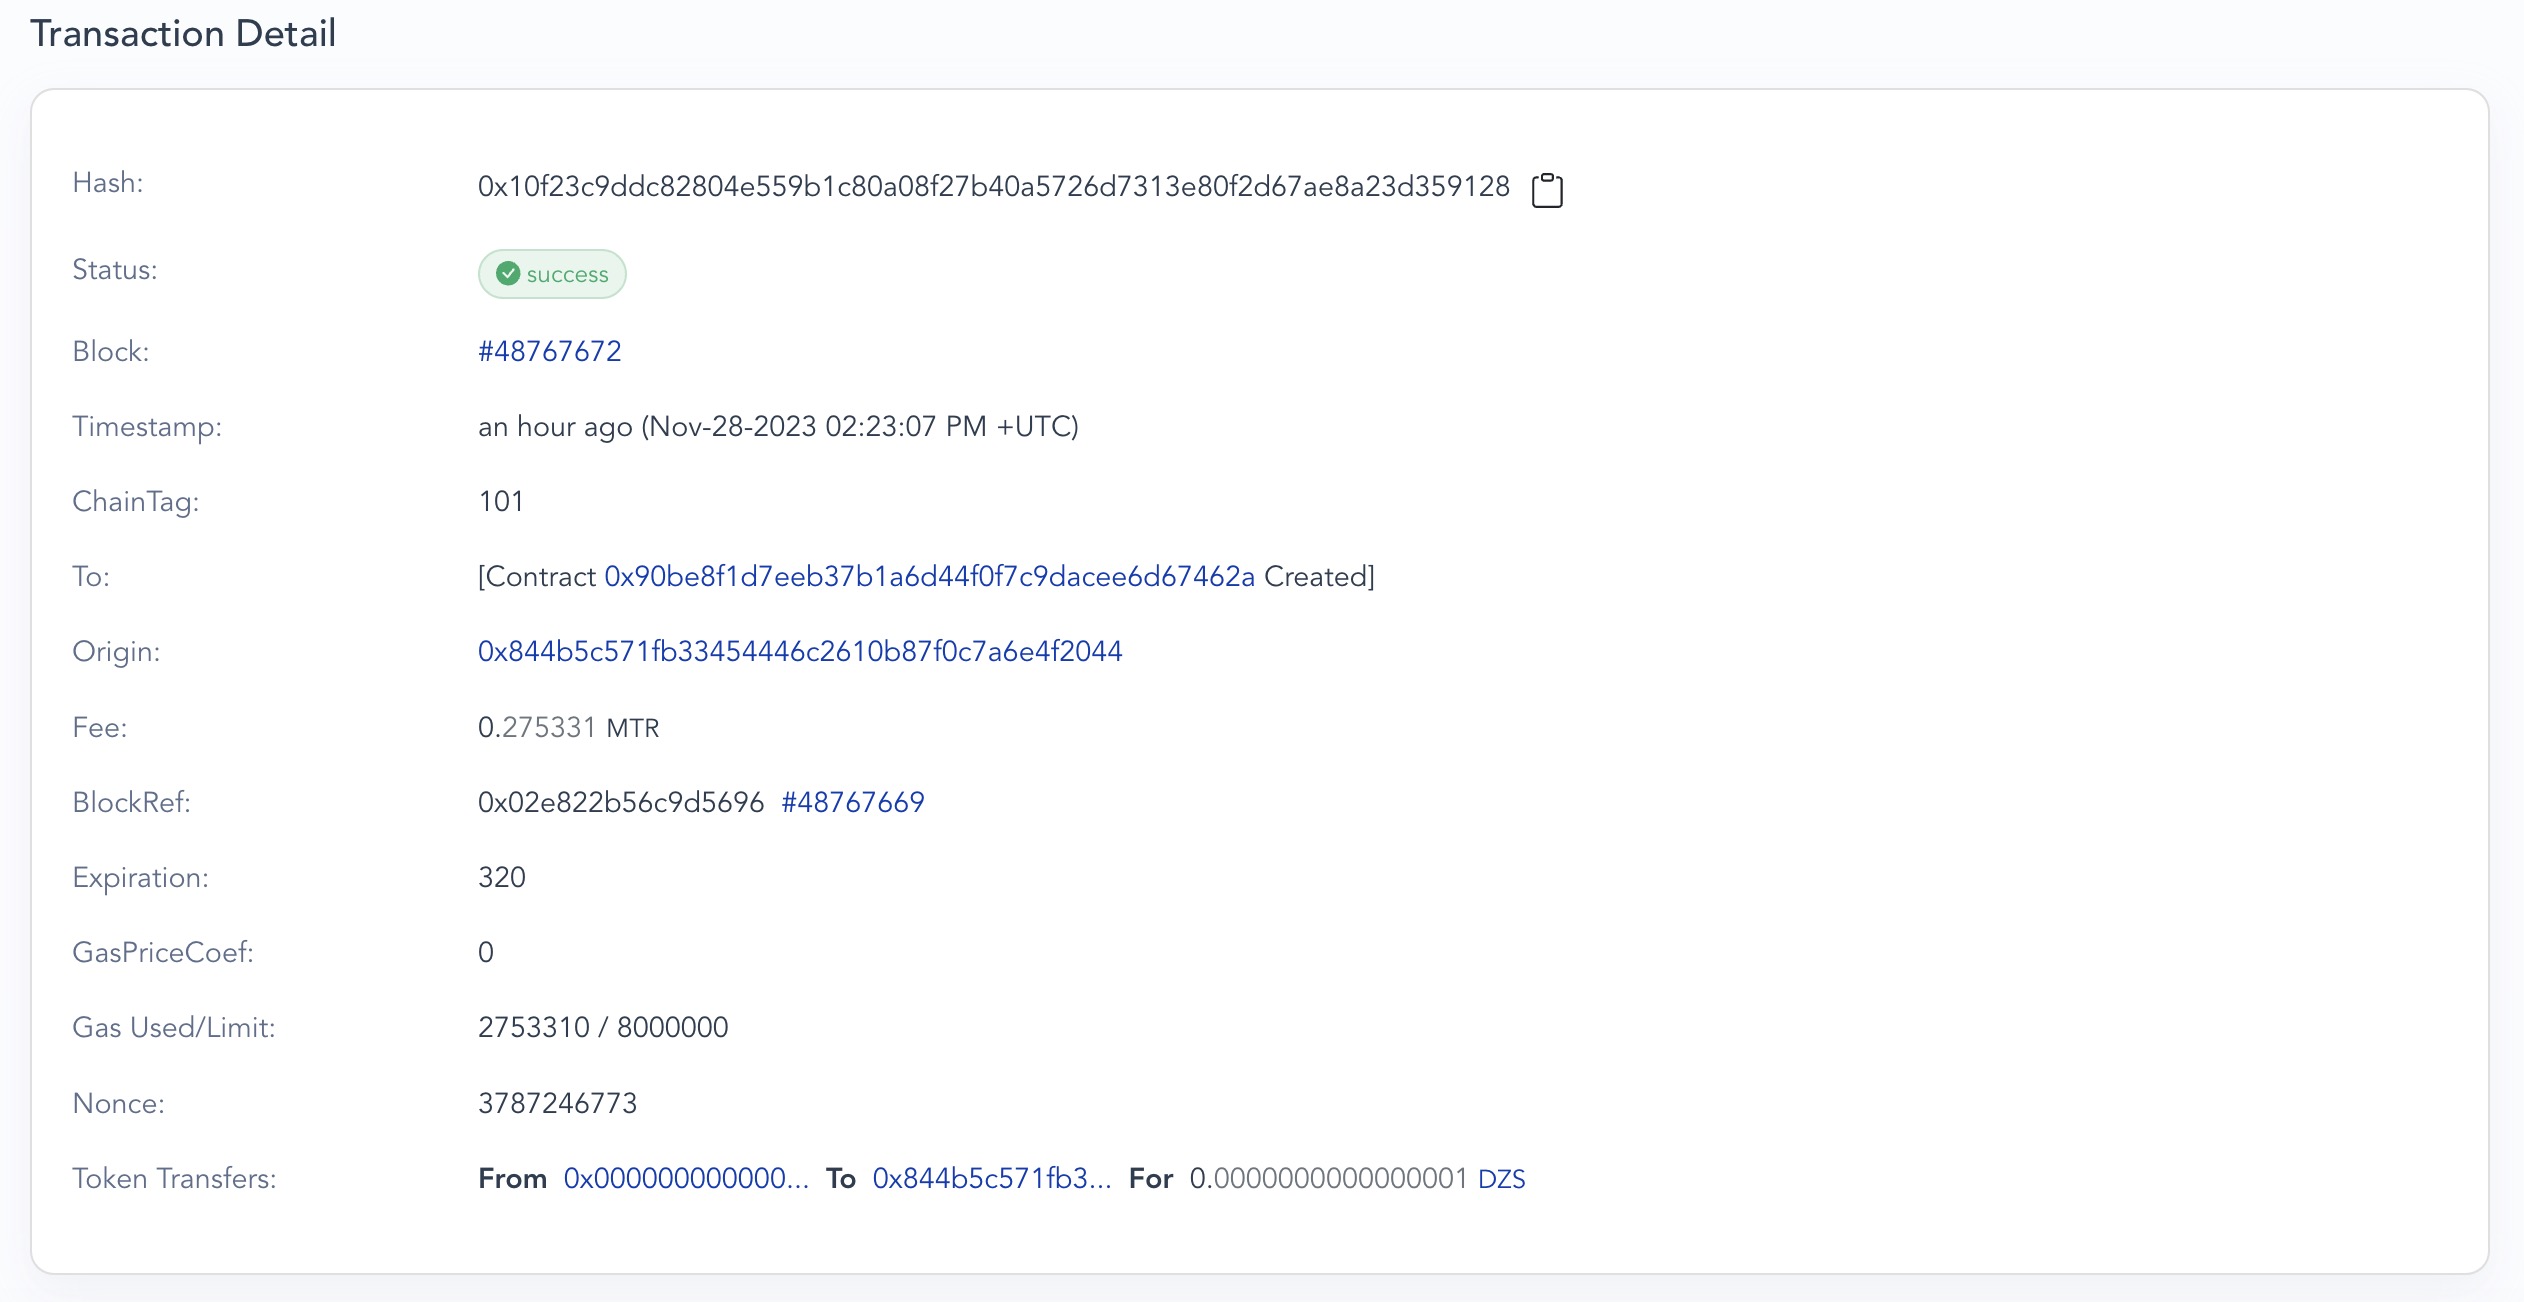 Transaction Detail
Hash: 0x10f23c9ddc82804e559b1c80a08f27b40a5726d7313e80f2d67ae8a23d359128
Status: success
Block: #48767672
Timestamp: an hour ago (Nov-28-2023 02:23:07 PM +UTC)
ChainTag: 101
To: [Contract 0x90be8f1d7eeb37b1a6d44f0f7c9dacee6d67462a Created]
Origin: 0x844b5c571fb33454446c2610b87f0c7a6e4f2044
Fee: 0.275331 MTR
BlockRef: 0x02e822b56c9d5696 #48767669
Expiration: 320
GasPriceCoef: 0
Gas Used/Limit: 2753310 / 8000000
Nonce: 3787246773
Token Transfers: From 0x000000000000... To 0x844b5c571fb3... For 0.0000000000000001 DZS